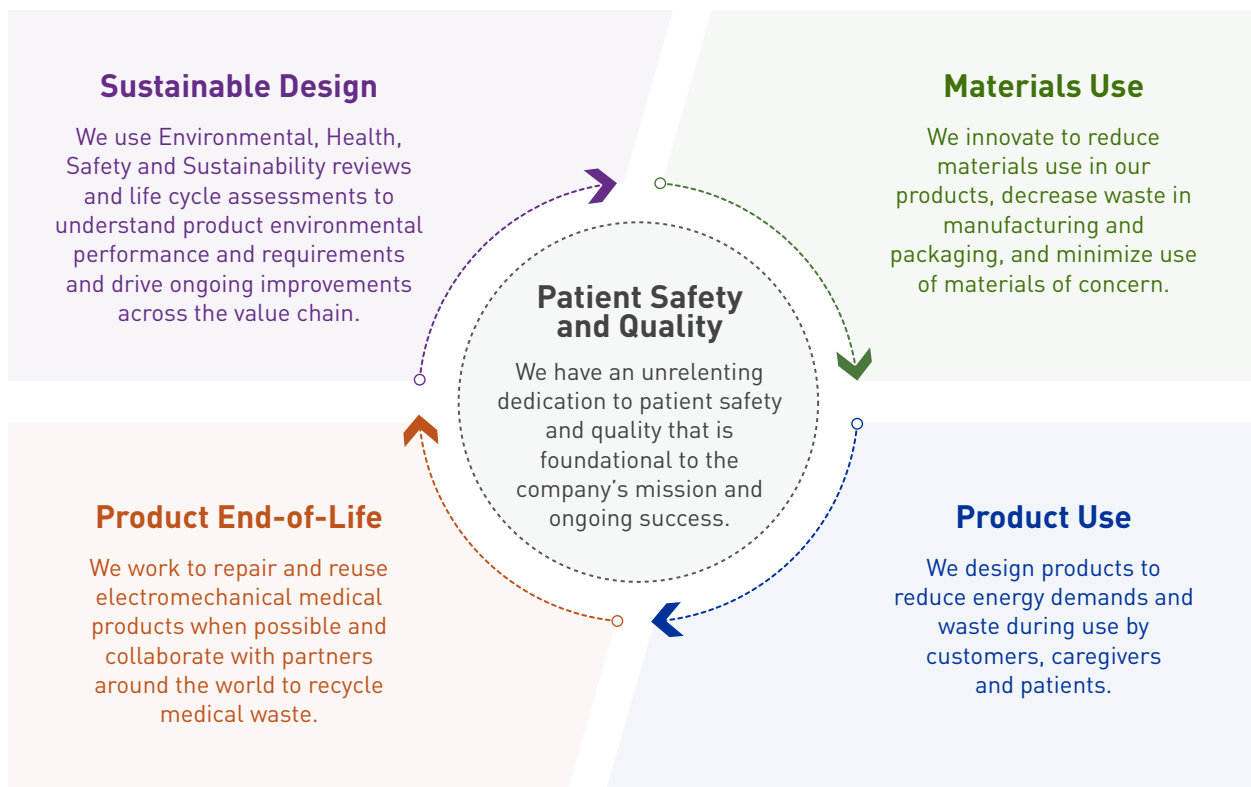 Sustainable Design
We use Environmental, Health,
Safety and Sustainability reviews
and life cycle assessments to
understand product environmental
performance and requirements
and drive ongoing improvements
across the value chain.
Materials Use
We innovate to reduce
materials use in our
products, decrease waste in
manufacturing and
packaging, and minimize use
of materials of concern.
Patient Safety
and Quality
We have an unrelenting
dedication to patient safety
and quality that is
foundational to the
company’s mission and
ongoing success.
Product End-of-Life
We work to repair and reuse
electromechanical medical
products when possible and
collaborate with partners
around the world to recycle
medical waste.
Product Use
We design products to
reduce energy demands and
waste during use by
customers, caregivers
and patients.